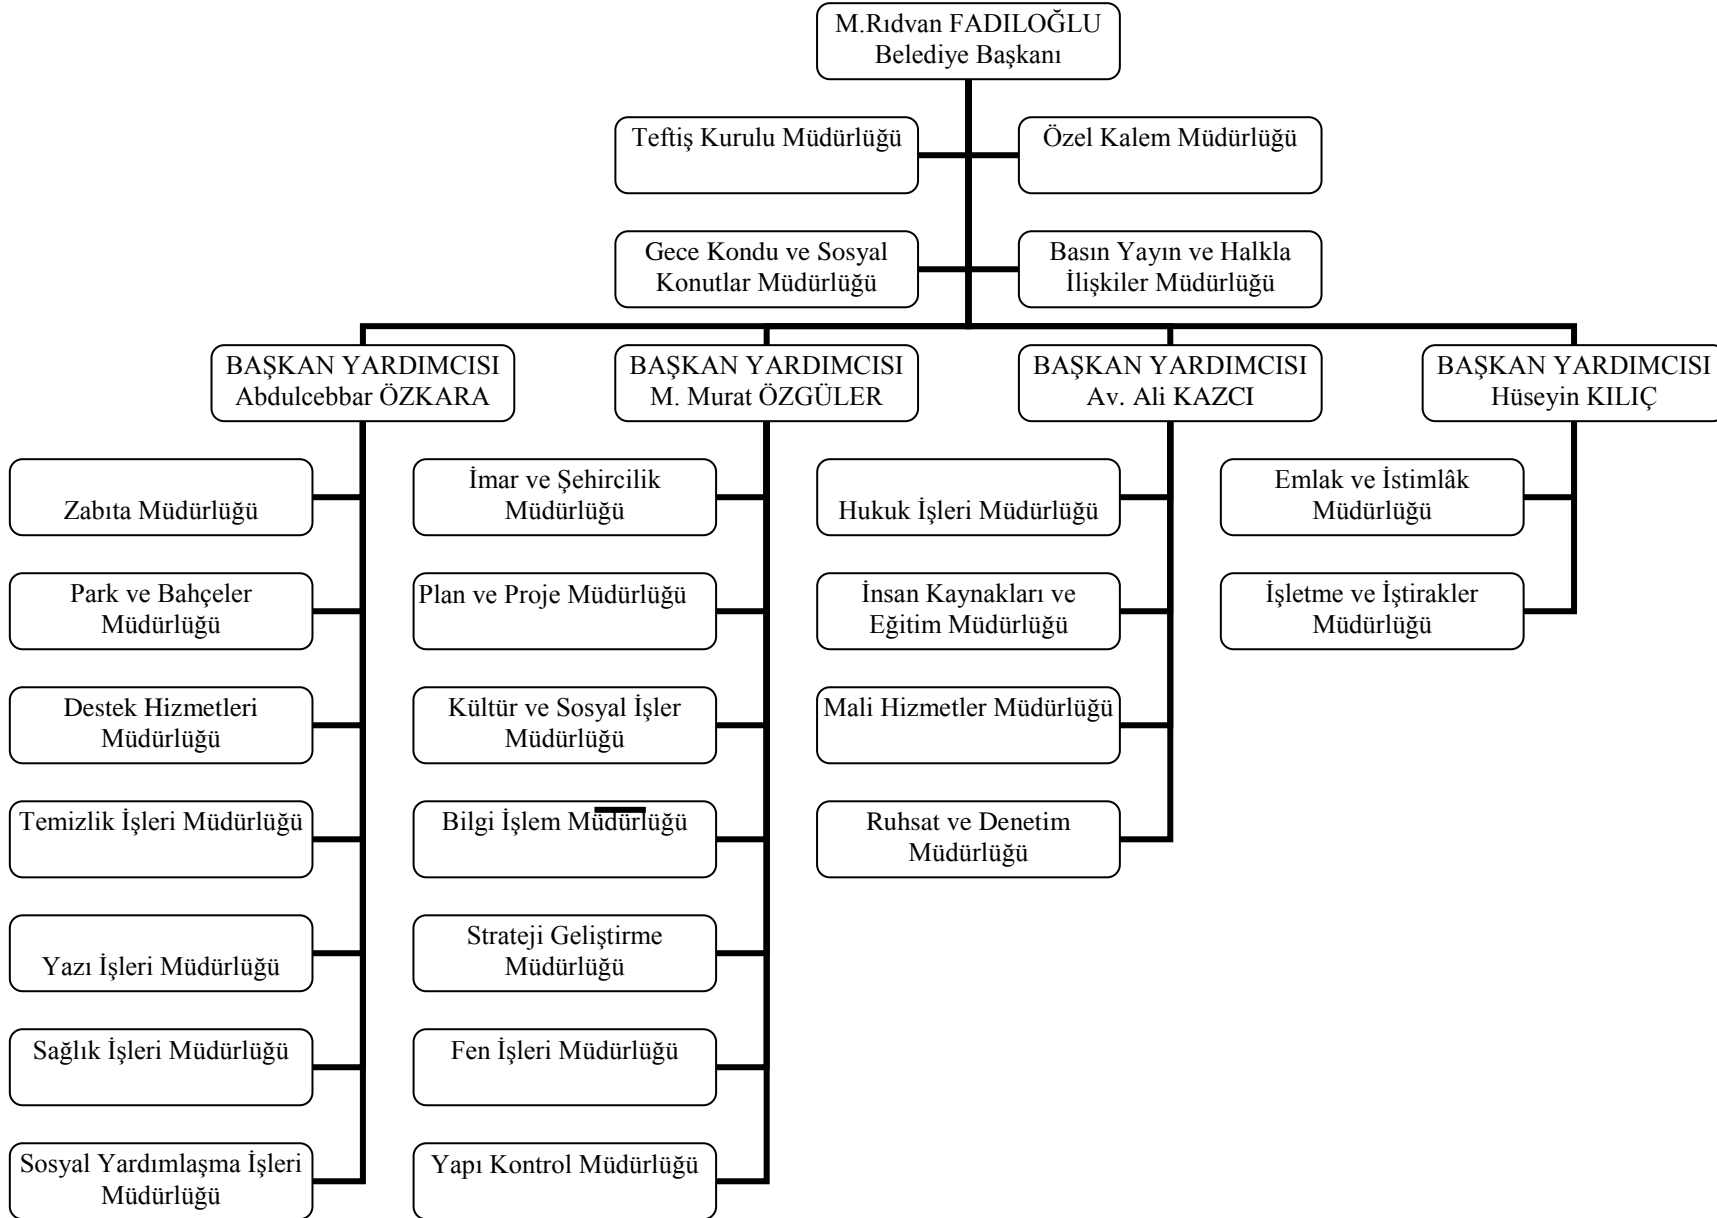 M.Rıdvan FADILOĞLU
Belediye Başkanı
Teftiş Kurulu Müdürlüğü
Özel Kalem Müdürlüğü
Gece Kondu ve Sosyal
Konutlar Müdürlüğü
Basın Yayın ve Halkla
İlişkiler Müdürlüğü
BAŞKAN YARDIMCISI
Abdulcebbar ÖZKARA
BAŞKAN YARDIMCISI
M. Murat ÖZGÜLER
BAŞKAN YARDIMCISI
Av. Ali KAZCI
BAŞKAN YARDIMCISI
Hüseyin KILIÇ
Zabıta Müdürlüğü
Park ve Bahçeler
Müdürlüğü
Destek Hizmetleri
Müdürlüğü
Temizlik İşleri Müdürlüğü
Yazı İşleri Müdürlüğü
Sağlık İşleri Müdürlüğü
Sosyal Yardımlaşma İşleri
Müdürlüğü
İmar ve Şehircilik
Müdürlüğü
Plan ve Proje Müdürlüğü
Kültür ve Sosyal İşler
Müdürlüğü
Bilgi İşlem Müdürlüğü
Strateji Geliştirme
Müdürlüğü
Fen İşleri Müdürlüğü
Yapı Kontrol Müdürlüğü
Hukuk İşleri Müdürlüğü
İnsan Kaynakları ve
Eğitim Müdürlüğü
Mali Hizmetler Müdürlüğü
Ruhsat ve Denetim
Müdürlüğü
Emlak ve İstimlâk
Müdürlüğü
İşletme ve İştirakler
Müdürlüğü